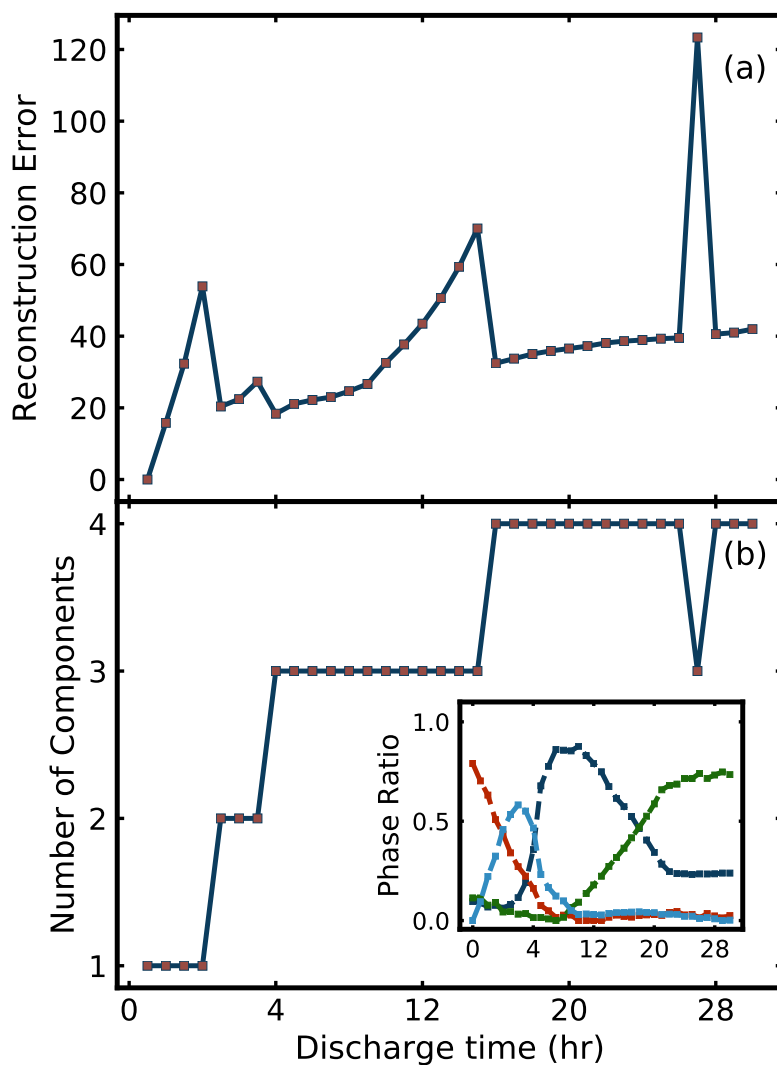 120
100
80
60
40
20
0
Reconstruction Error
(a)
4
3
2
1
Number of Components
(b)
1.0
0.5
0.0
Phase Ratio
0 4 12 20 28
0 4 12 20 28
Discharge time (hr)